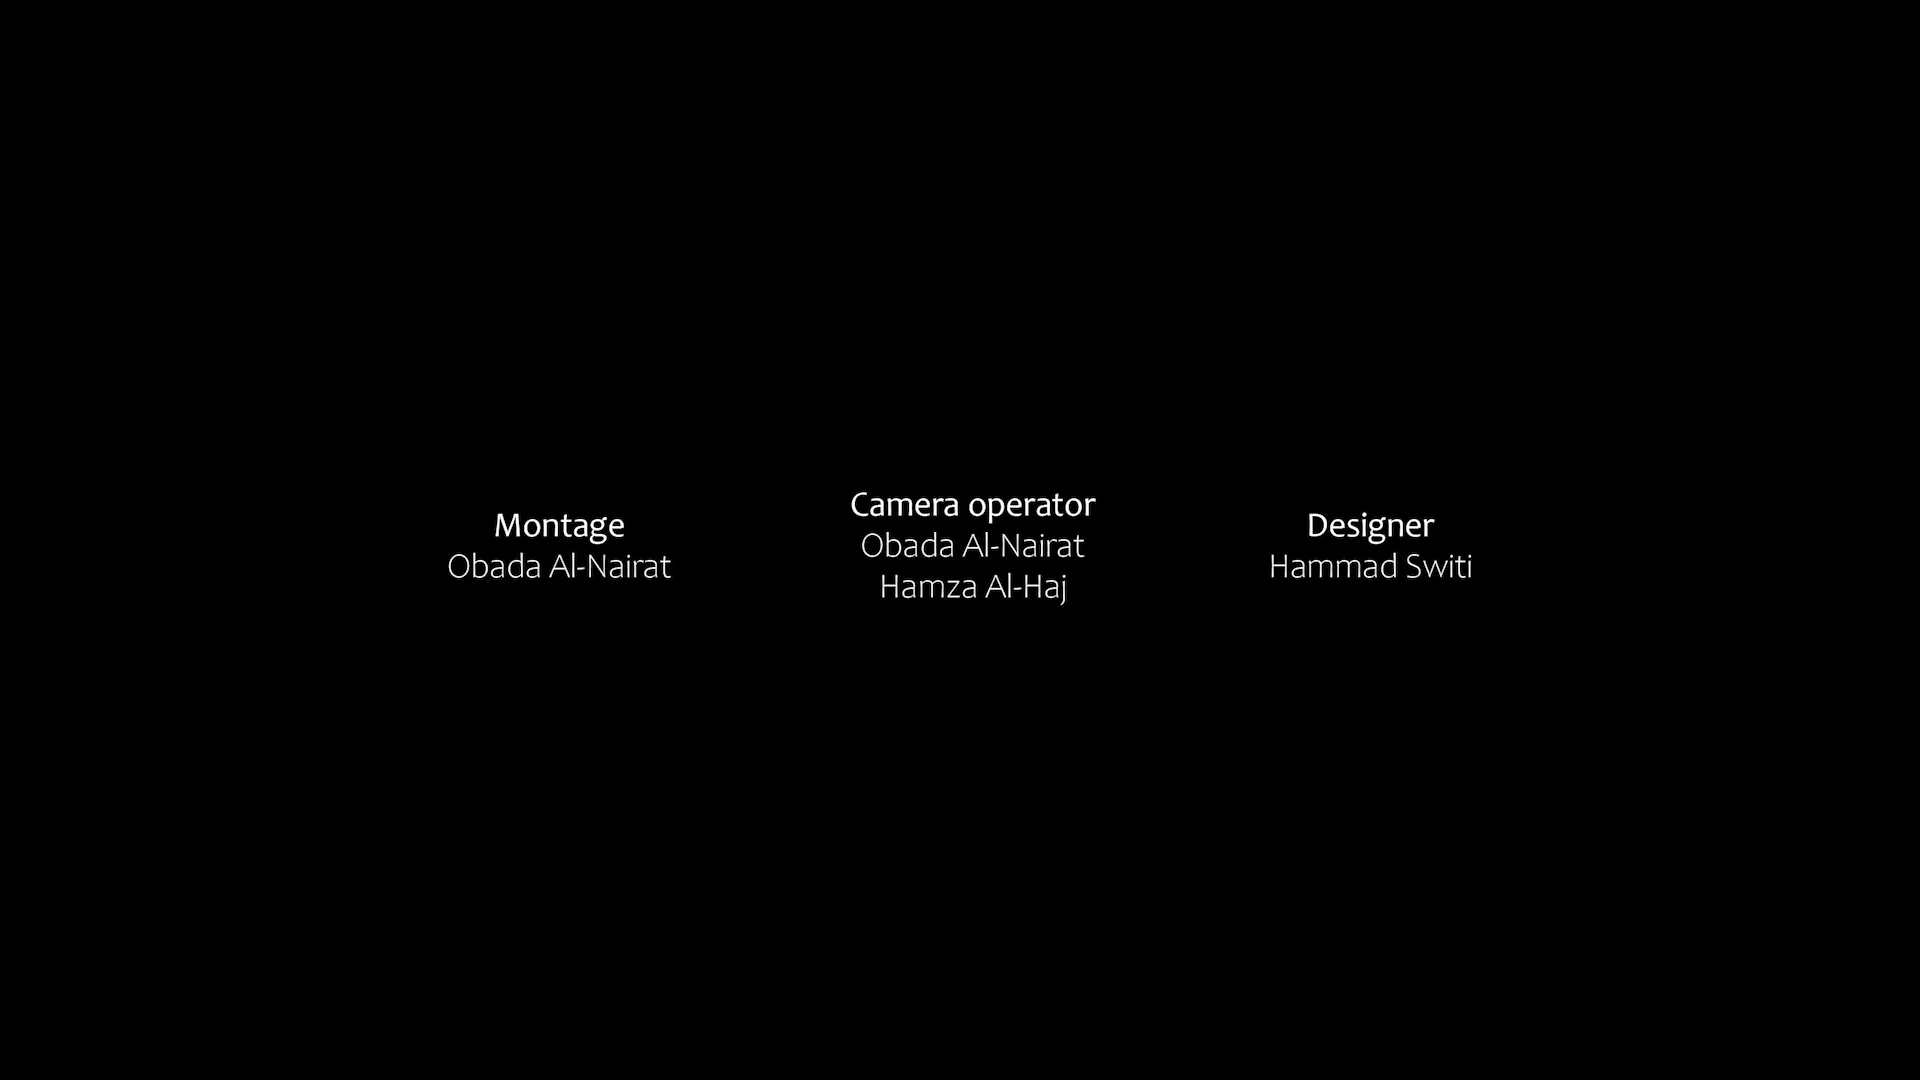 Montage
Obada Al-Nairat
Camera operator
Obada Al-Nairat
Hamza Al-Haj
Designer
Hammad Switi